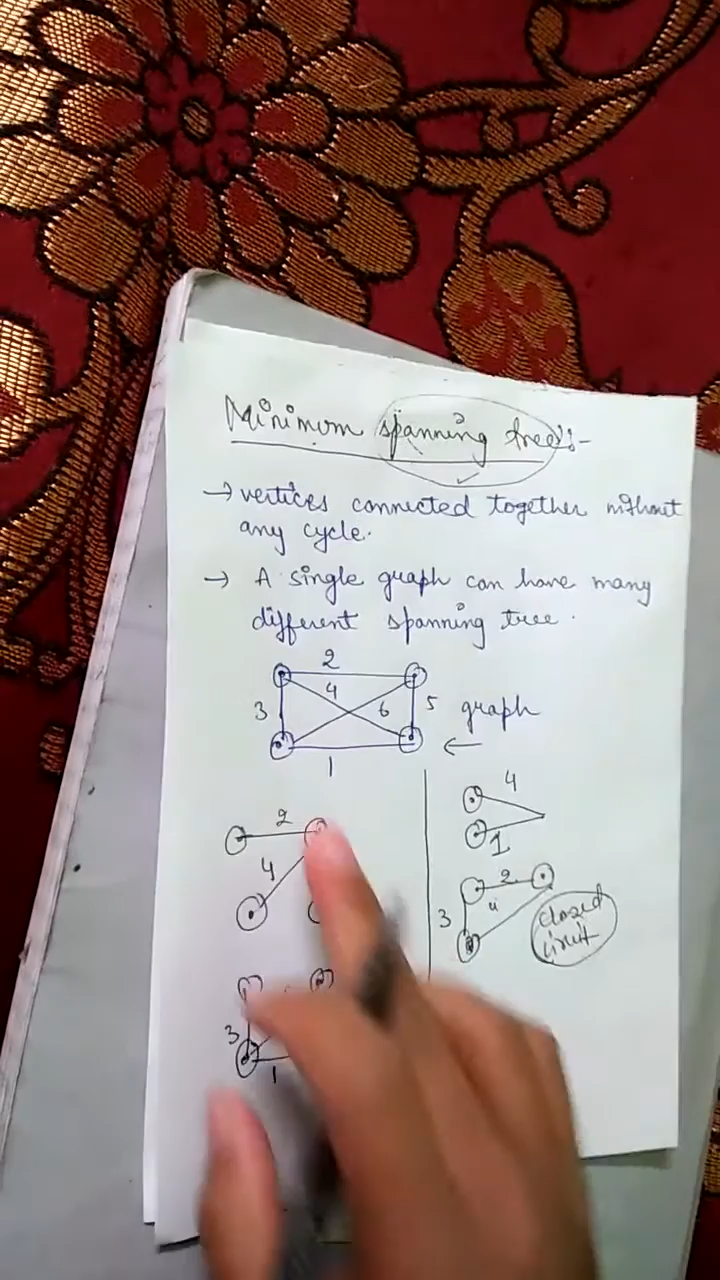 Minimum spanning tree's:-
→ vertices connected together without
any cycle.
→ A single graph can have many
different spanning tree.
2
4
3
6
5
graph
←
1
2
4
3
1
4
1
2
4
3
closed
ciruit